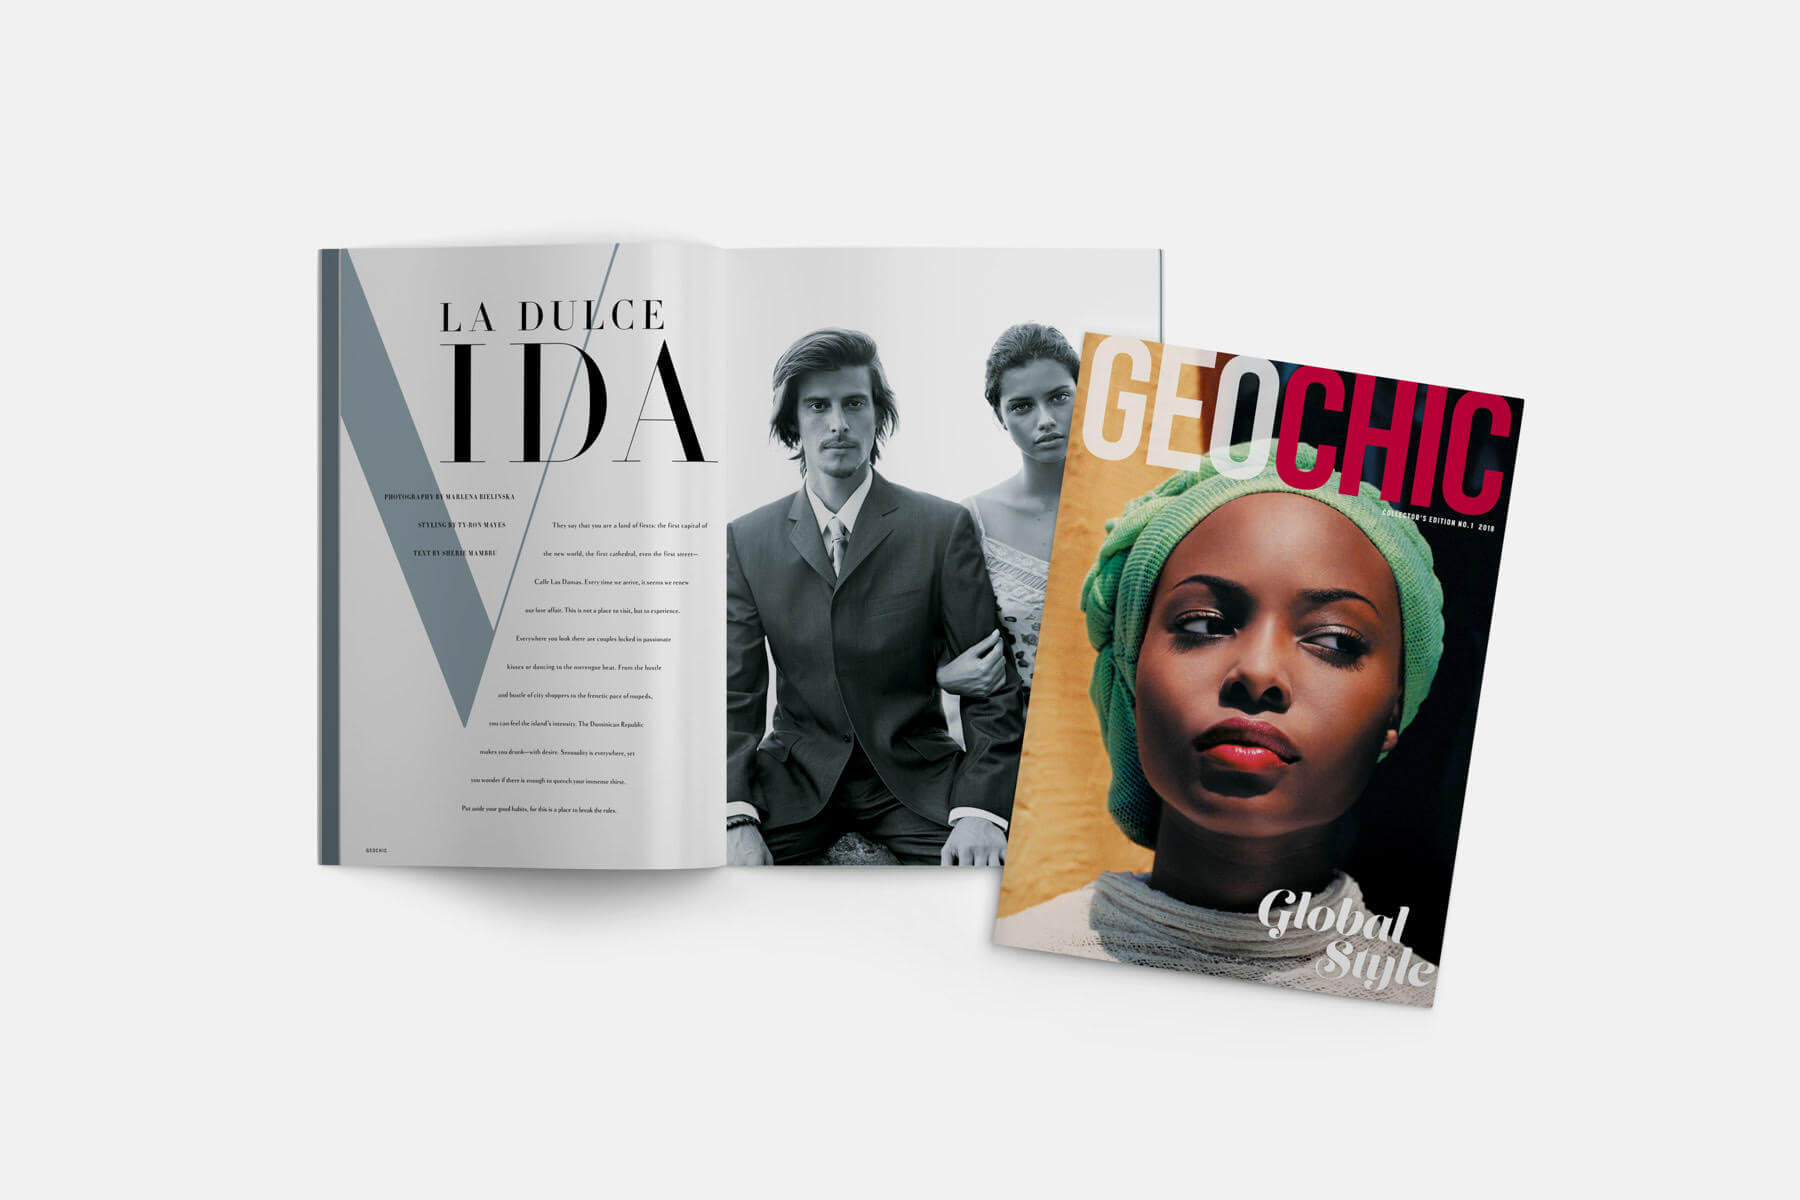 LA DULCE
VIDA
PHOTOGRAPHY BY MARLENA BIELINSKA
STYLING BY TY-RON MAYES
TEXT BY SHERIE MAMBRU
They say that you are a land of firsts: the first capital of
the new world, the first cathedral, even the first street—
Calle Las Damas. Every time we arrive, it seems we renew
our love affair. This is not a place to visit, but to experience.
Everywhere you look there are couples locked in passionate
kisses or dancing to the merengue beat. From the hustle
and bustle of city shoppers to the frenetic pace of mopeds,
you can feel the island's intensity. The Dominican Republic
makes you drunk—with desire. Sensuality is everywhere, yet
you wonder if there is enough to quench your immense thirst.
Put aside your good habits, for this is a place to break the rules.
GEOCHIC
GEOCHIC
COLLECTOR'S EDITION NO.1 2018
Global
Style